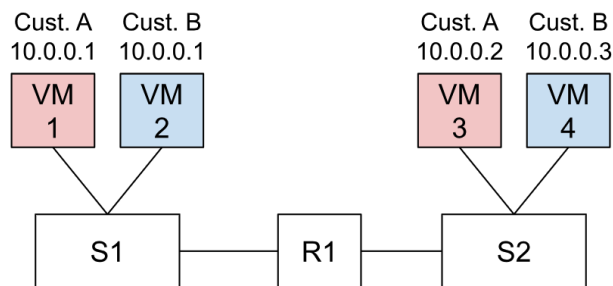 Cust. A
10.0.0.1
Cust. B
10.0.0.1
Cust. A
10.0.0.2
Cust. B
10.0.0.3
VM
1
VM
2
VM
3
VM
4
S1
R1
S2